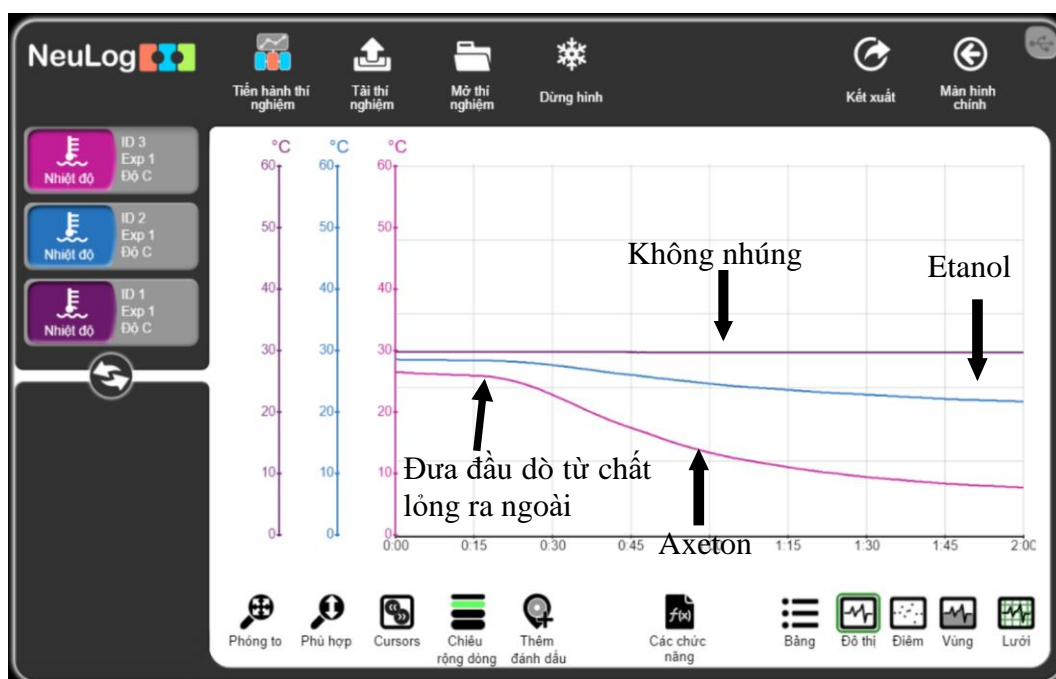 NeuLog
Tiến hành thí
nghiệm
Tải thí
nghiệm
Mở thí
nghiệm
Dừng hình
Kết xuất
Màn hình
chính
ID 3
Exp 1
Độ C
Nhiệt độ
ID 2
Exp 1
Độ C
Nhiệt độ
ID 1
Exp 1
Độ C
Nhiệt độ
°C °C °C
60 60 60
50 50 50
40 40 40
30 30 30
20 20 20
10 10 10
0 0 0
Không nhúng
Etanol
Đưa đầu dò từ chất
lỏng ra ngoài
Axeton
0:00 0:15 0:30 0:45 1:15 1:30 1:45 2:00
Phóng to
Phù hợp
Cursors
Chiều
rộng dòng
Thêm
đánh dấu
f(x)
Các chức
năng
Bảng
Đồ thị
Điểm
Vùng
Lưới